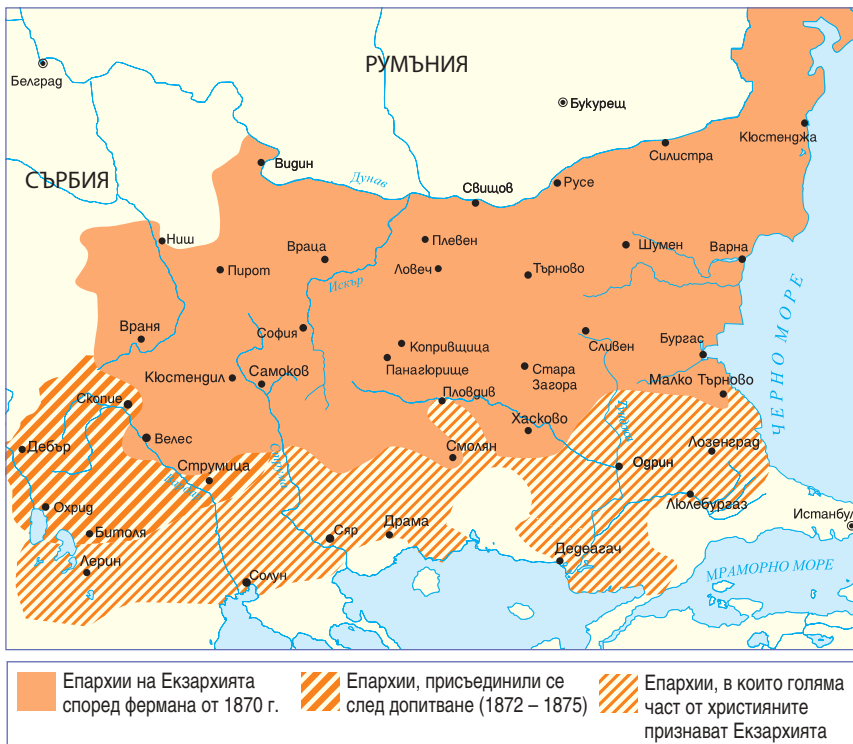 РУМЪНИЯ
Белград
Букурещ
Кюстенджа
Силистра
Видин
СЪРБИЯ
Дунав
Русе
Свищов
Ниш
Плевен
Шумен
Варна
Враца
Пирот
Ловеч
Търново
Искър
ЧЕРНО МОРЕ
Враня
София
Копривщица
Сливен
Бургас
Панагюрище
Кюстендил
Самоков
Стара
Загора
Малко Търново
Скопие
Пловдив
Хасково
Тунджа
Велес
Дебър
Смолян
Лозенград
Струмица
Струма
Одрин
Вардар
Охрид
Люлебургаз
Истанбул
Битоля
Сяр
Драма
Лерин
Солун
Дедеагач
МРАМОРНО МОРЕ
Епархии на Екзархията
според фермана от 1870 г.
Епархии, присъединили се
след допитване (1872 – 1875)
Епархии, в които голяма
част от християните
признават Екзархията